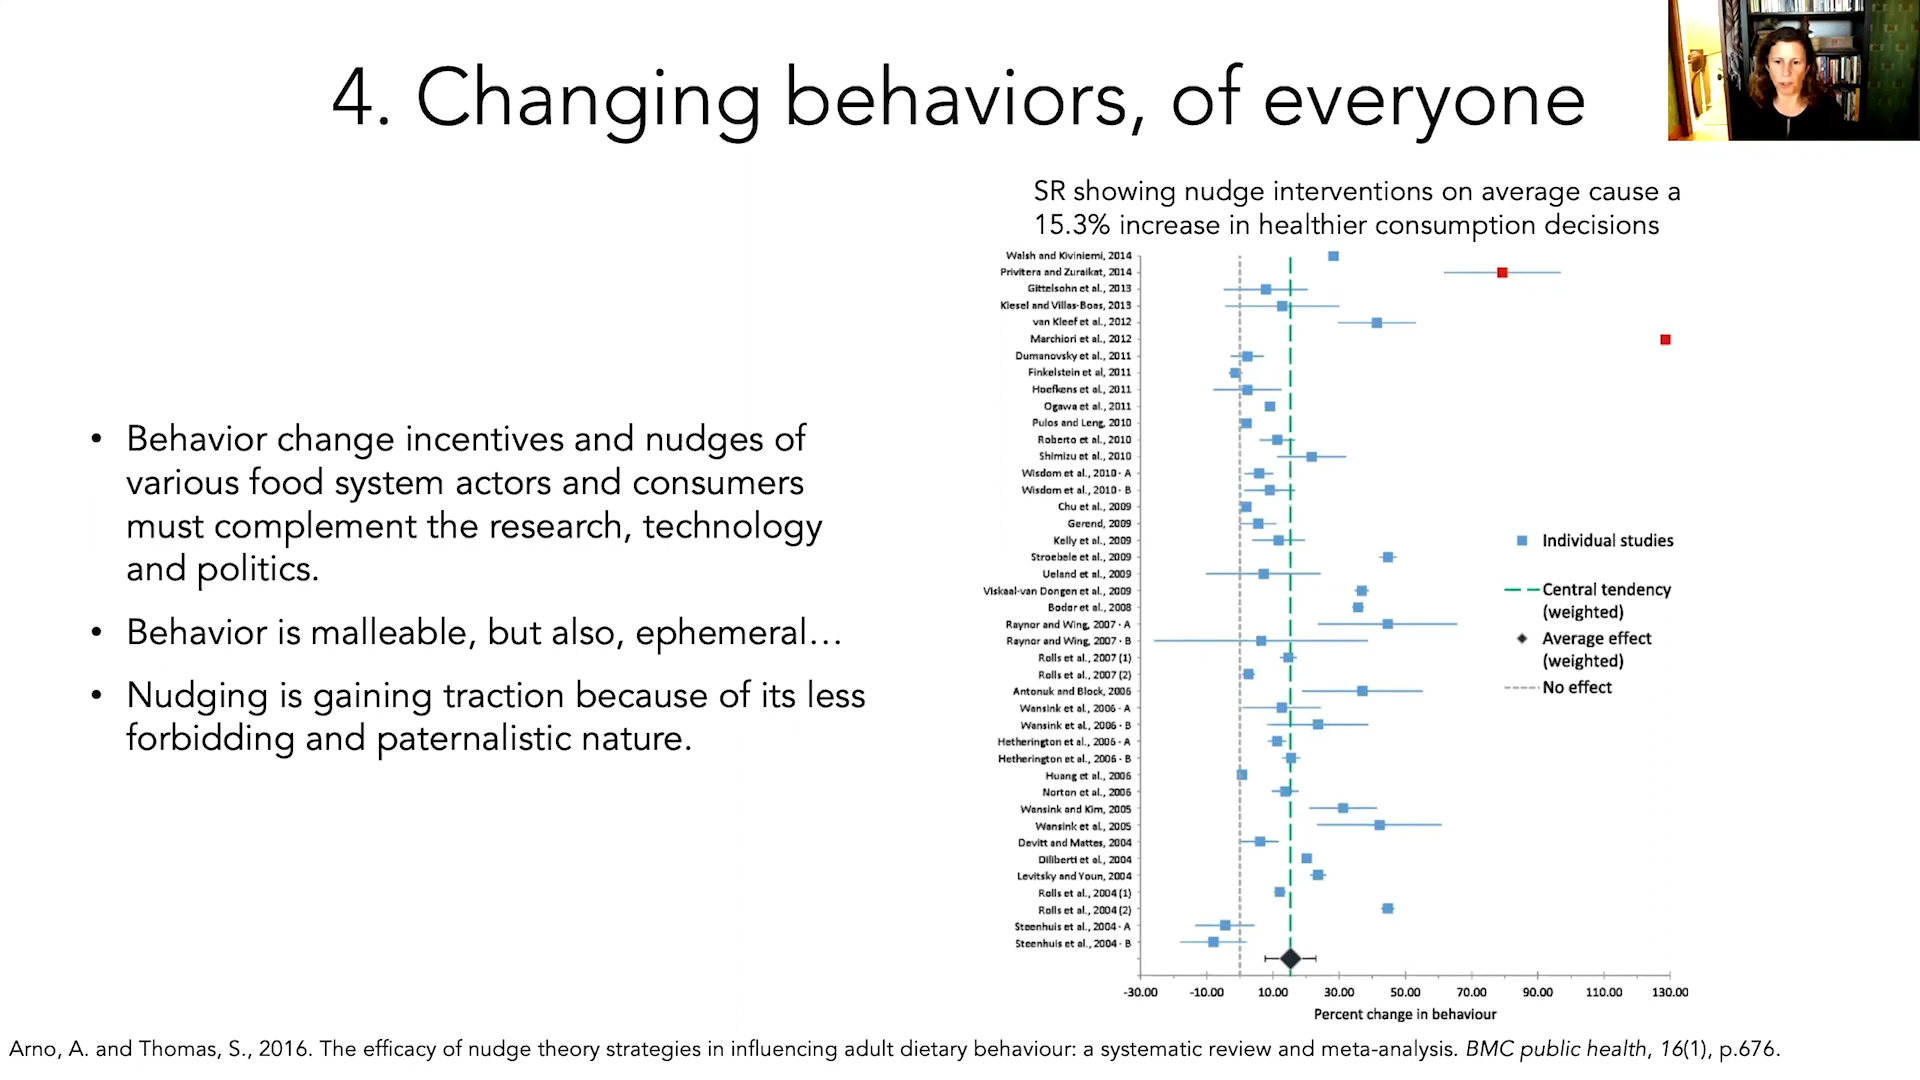 4. Changing behaviors, of everyone
SR showing nudge interventions on average cause a
15.3% increase in healthier consumption decisions
• Behavior change incentives and nudges of
various food system actors and consumers
must complement the research, technology
and politics.
• Behavior is malleable, but also, ephemeral…
• Nudging is gaining traction because of its less
forbidding and paternalistic nature.
Walsh and Kiviniemi, 2014
Privitera and Zuraikat, 2014
Gittelsohn et al., 2013
Kiesel and Villas-Boas, 2013
van Kleef et al., 2012
Marchiori et al., 2012
Dumanovsky et al., 2011
Finkelstein et al, 2011
Hoefkens et al., 2011
Ogawa et al., 2011
Pulos and Leng, 2010
Roberto et al., 2010
Shimizu et al., 2010
Wisdom et al., 2010 - A
Wisdom et al., 2010 - B
Chu et al., 2009
Gerend, 2009
Kelly et al., 2009
Stroebele et al., 2009
Ueland et al., 2009
Viskaal-van Dongen et al., 2009
Bodor et al., 2008
Raynor and Wing, 2007 - A
Raynor and Wing, 2007 - B
Rolls et al., 2007 (1)
Rolls et al., 2007 (2)
Antonuk and Block, 2006
Wansink et al., 2006 - A
Wansink et al., 2006 - B
Hetherington et al., 2006 - A
Hetherington et al., 2006 - B
Huang et al., 2006
Norton et al., 2006
Wansink and Kim, 2005
Wansink et al., 2005
Devitt and Mattes, 2004
Diliberti et al., 2004
Levitsky and Youn, 2004
Rolls et al., 2004 (1)
Rolls et al., 2004 (2)
Steenhuis et al., 2004 - A
Steenhuis et al., 2004 - B
Individual studies
Central tendency
(weighted)
Average effect
(weighted)
No effect
-30.00 -10.00 10.00 30.00 50.00 70.00 90.00 110.00 130.00
Percent change in behaviour
Arno, A. and Thomas, S., 2016. The efficacy of nudge theory strategies in influencing adult dietary behaviour: a systematic review and meta-analysis. BMC public health, 16(1), p.676.